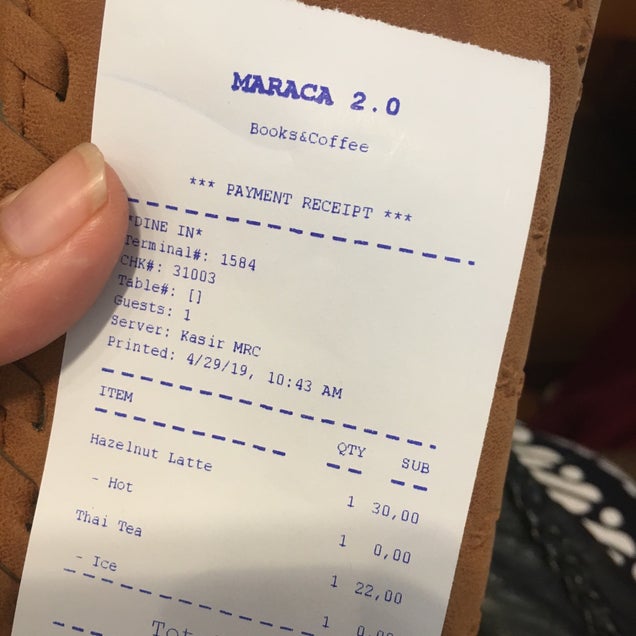 MARACA 2.0
Books&Coffee
*** PAYMENT RECEIPT ***
*DINE IN*
Terminal#: 1584
CHK#: 31003
Table#: []
Guests: 1
Server: Kasir MRC
Printed: 4/29/19, 10:43 AM
ITEM QTY SUB
Hazelnut Latte 1 30,00
- Hot 1 0,00
Thai Tea 1 22,00
- Ice 1 0,00